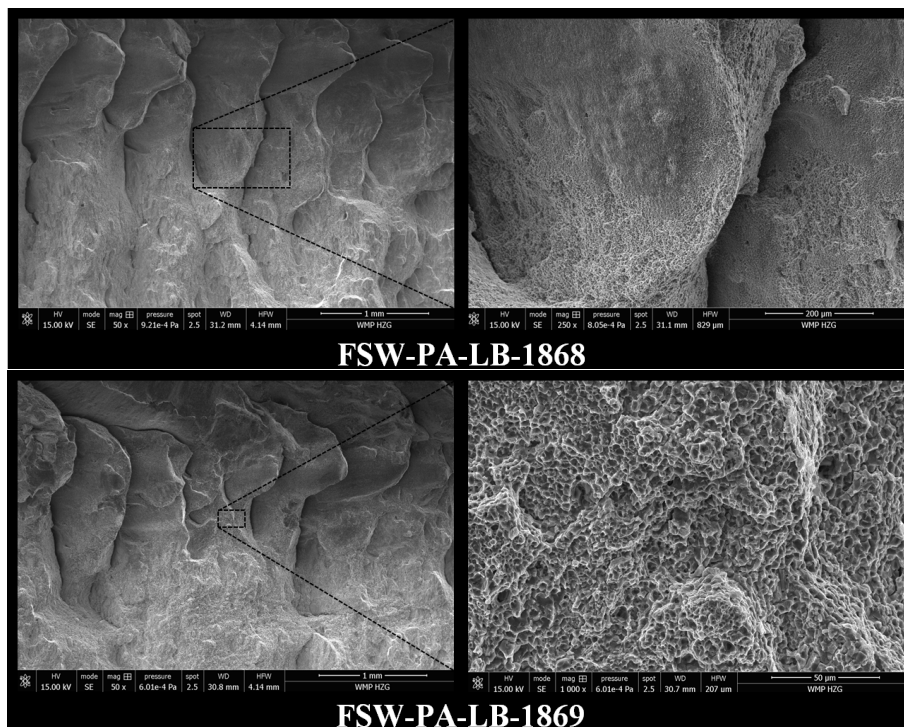 HV mode mag pressure spot WD HFW 1 mm
15.00 kV SE 50 x 9.21e-4 Pa 2.5 31.2 mm 4.14 mm WMP HZG
HV mode mag pressure spot WD HFW 200 µm
15.00 kV SE 250 x 8.05e-4 Pa 2.5 31.1 mm 829 µm WMP HZG
FSW-PA-LB-1868
HV mode mag pressure spot WD HFW 1 mm
15.00 kV SE 50 x 6.01e-4 Pa 2.5 30.8 mm 4.14 mm WMP HZG
HV mode mag pressure spot WD HFW 50 µm
15.00 kV SE 1 000 x 6.01e-4 Pa 2.5 30.7 mm 207 µm WMP HZG
FSW-PA-LB-1869